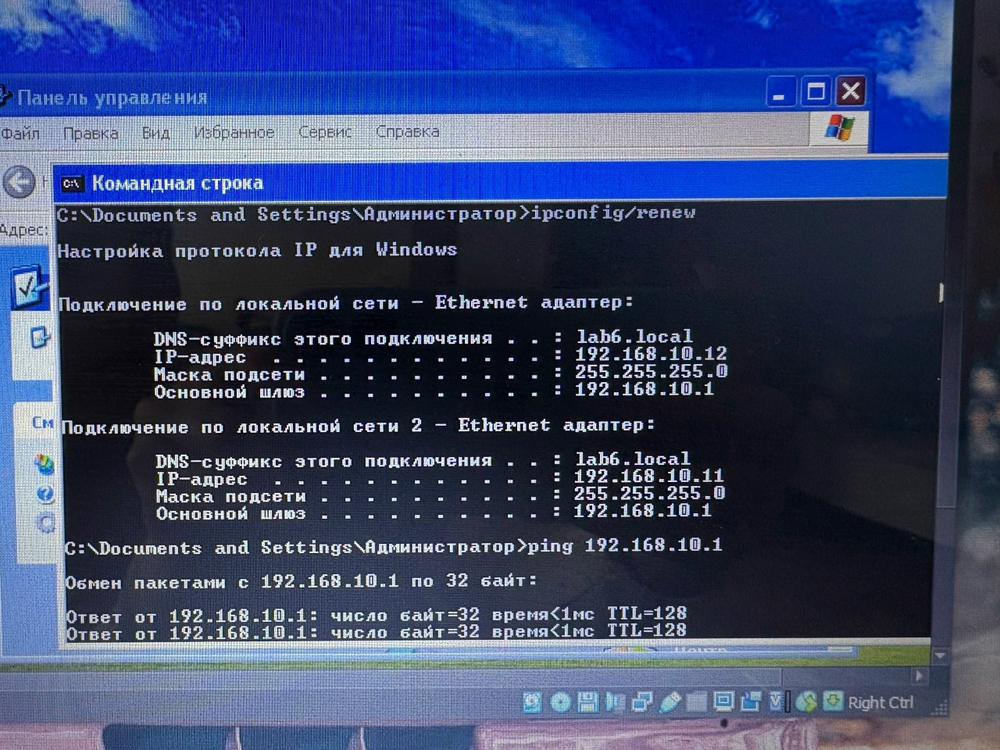 Панель управления
Файл Правка Вид Избранное Сервис Справка
Адрес:
C:\ Командная строка
C:\Documents and Settings\Администратор>ipconfig/renew
Настройка протокола IP для Windows
Подключение по локальной сети - Ethernet адаптер:
DNS-суффикс этого подключения . . : lab6.local
IP-адрес . . . . . . . . . . . . : 192.168.10.12
Маска подсети . . . . . . . . . . : 255.255.255.0
Основной шлюз . . . . . . . . . . : 192.168.10.1
Подключение по локальной сети 2 - Ethernet адаптер:
См
DNS-суффикс этого подключения . . : lab6.local
IP-адрес . . . . . . . . . . . . : 192.168.10.11
Маска подсети . . . . . . . . . . : 255.255.255.0
Основной шлюз . . . . . . . . . . : 192.168.10.1
C:\Documents and Settings\Администратор>ping 192.168.10.1
Обмен пакетами с 192.168.10.1 по 32 байт:
Ответ от 192.168.10.1: число байт=32 время<1мс TTL=128
Ответ от 192.168.10.1: число байт=32 время<1мс TTL=128
Right Ctrl